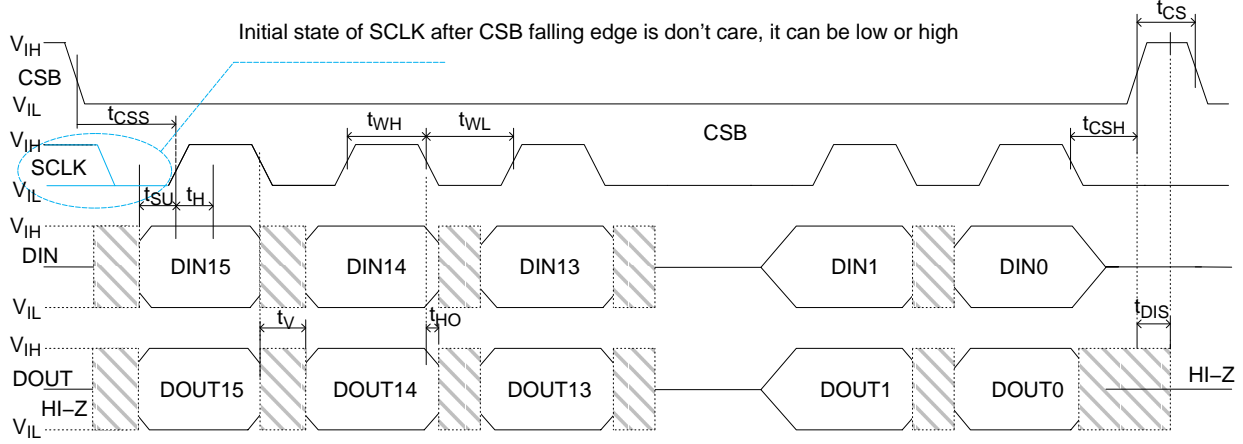 Initial state of SCLK after CSB falling edge is don't care, it can be low or high
tCS
VIH
CSB
VIL
tCSS
tWH
tWL
CSB
tCSH
VIH
SCLK
VIL
tSU
tH
VIH
DIN
DIN15
DIN14
DIN13
DIN1
DIN0
VIL
tV
tHO
tDIS
VIH
DOUT
HI–Z
DOUT15
DOUT14
DOUT13
DOUT1
DOUT0
HI–Z
VIL